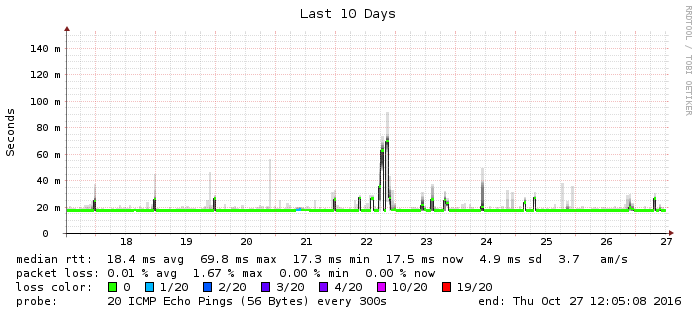 Last 10 Days
RRDTOOL / TOBI OETIKER
Seconds
140 m
120 m
100 m
80 m
60 m
40 m
20 m
0
18 19 20 21 22 23 24 25 26 27
median rtt: 18.4 ms avg 69.8 ms max 17.3 ms min 17.5 ms now 4.9 ms sd 3.7 am/s
packet loss: 0.01 % avg 1.67 % max 0.00 % min 0.00 % now
loss color: 0 1/20 2/20 3/20 4/20 10/20 19/20
probe: 20 ICMP Echo Pings (56 Bytes) every 300s end: Thu Oct 27 12:05:08 2016